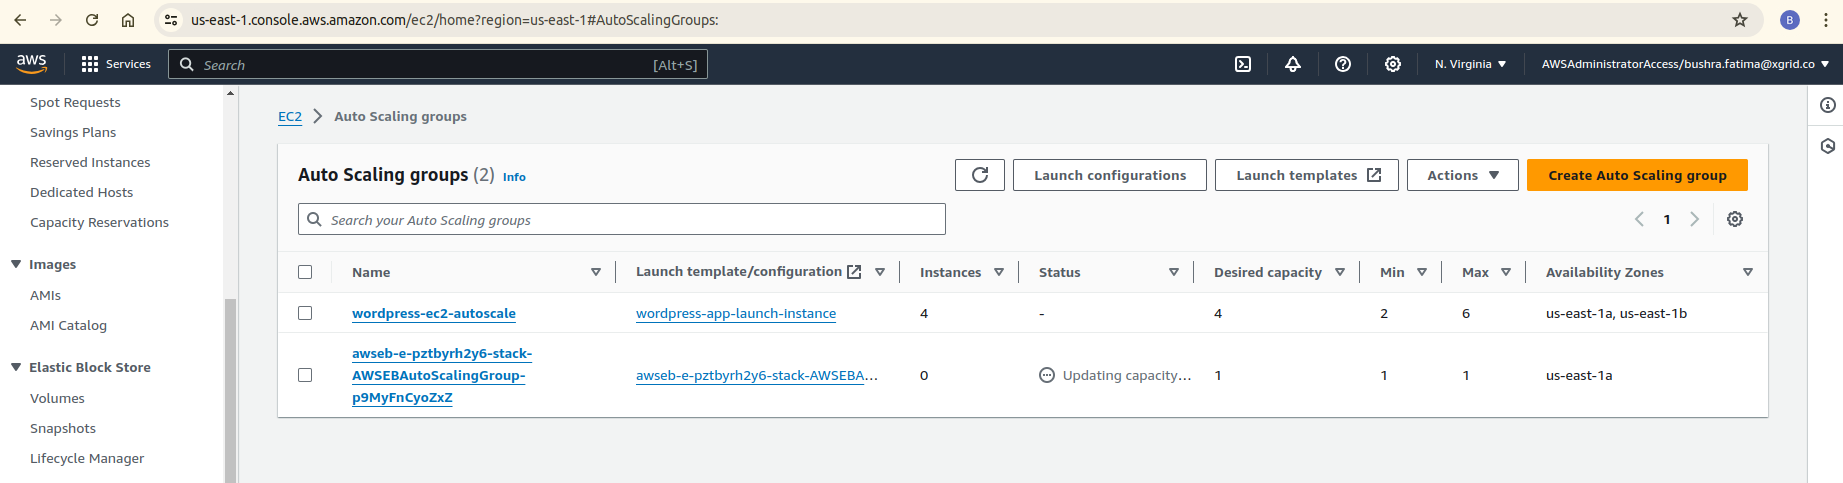 us-east-1.console.aws.amazon.com/ec2/home?region=us-east-1#AutoScalingGroups:
B
aws
Services
Search
[Alt+S]
N. Virginia
AWSAdministratorAccess/bushra.fatima@xgrid.co
Spot Requests
Savings Plans
Reserved Instances
Dedicated Hosts
Capacity Reservations
Images
AMIs
AMI Catalog
Elastic Block Store
Volumes
Snapshots
Lifecycle Manager
EC2 > Auto Scaling groups
Auto Scaling groups (2) Info
Launch configurations
Launch templates
Actions
Create Auto Scaling group
Search your Auto Scaling groups
1
Name Launch template/configuration Instances Status Desired capacity Min Max Availability Zones
wordpress-ec2-autoscale wordpress-app-launch-instance 4 - 4 2 6 us-east-1a, us-east-1b
awseb-e-pztbyrh2y6-stack-
AWSEBAutoScalingGroup-
p9MyFnCyoZxZ
awseb-e-pztbyrh2y6-stack-AWSEBA... 0 Updating capacity... 1 1 1 us-east-1a